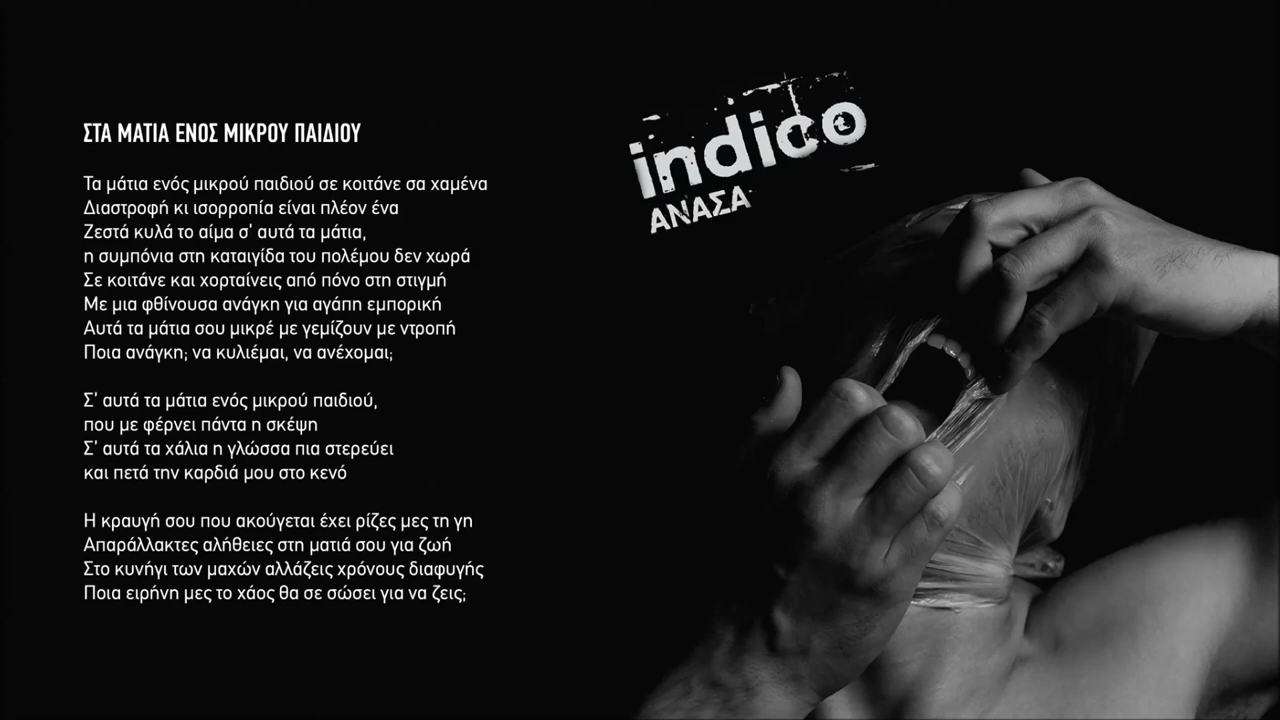 ΣΤΑ ΜΑΤΙΑ ΕΝΟΣ ΜΙΚΡΟΥ ΠΑΙΔΙΟΥ
Τα μάτια ενός μικρού παιδιού σε κοιτάνε σα χαμένα
Διαστροφή κι ισορροπία είναι πλέον ένα
Ζεστά κυλά το αίμα σ' αυτά τα μάτια,
η συμπόνια στη καταιγίδα του πολέμου δεν χωρά
Σε κοιτάνε και χορταίνεις από πόνο στη στιγμή
Με μια φθίνουσα ανάγκη για αγάπη εμπορική
Αυτά τα μάτια σου μικρέ με γεμίζουν με ντροπή
Ποια ανάγκη; να κυλιέμαι, να ανέχομαι;
Σ' αυτά τα μάτια ενός μικρού παιδιού,
που με φέρνει πάντα η σκέψη
Σ' αυτά τα χάλια η γλώσσα πια στερεύει
και πετά την καρδιά μου στο κενό
Η κραυγή σου που ακούγεται έχει ρίζες μες τη γη
Απαράλλακτες αλήθειες στη ματιά σου για ζωή
Στο κυνήγι των μαχών αλλάζεις χρόνους διαφυγής
Ποια ειρήνη μες το χάος θα σε σώσει για να ζεις;
indico
ΑΝΑΣΑ